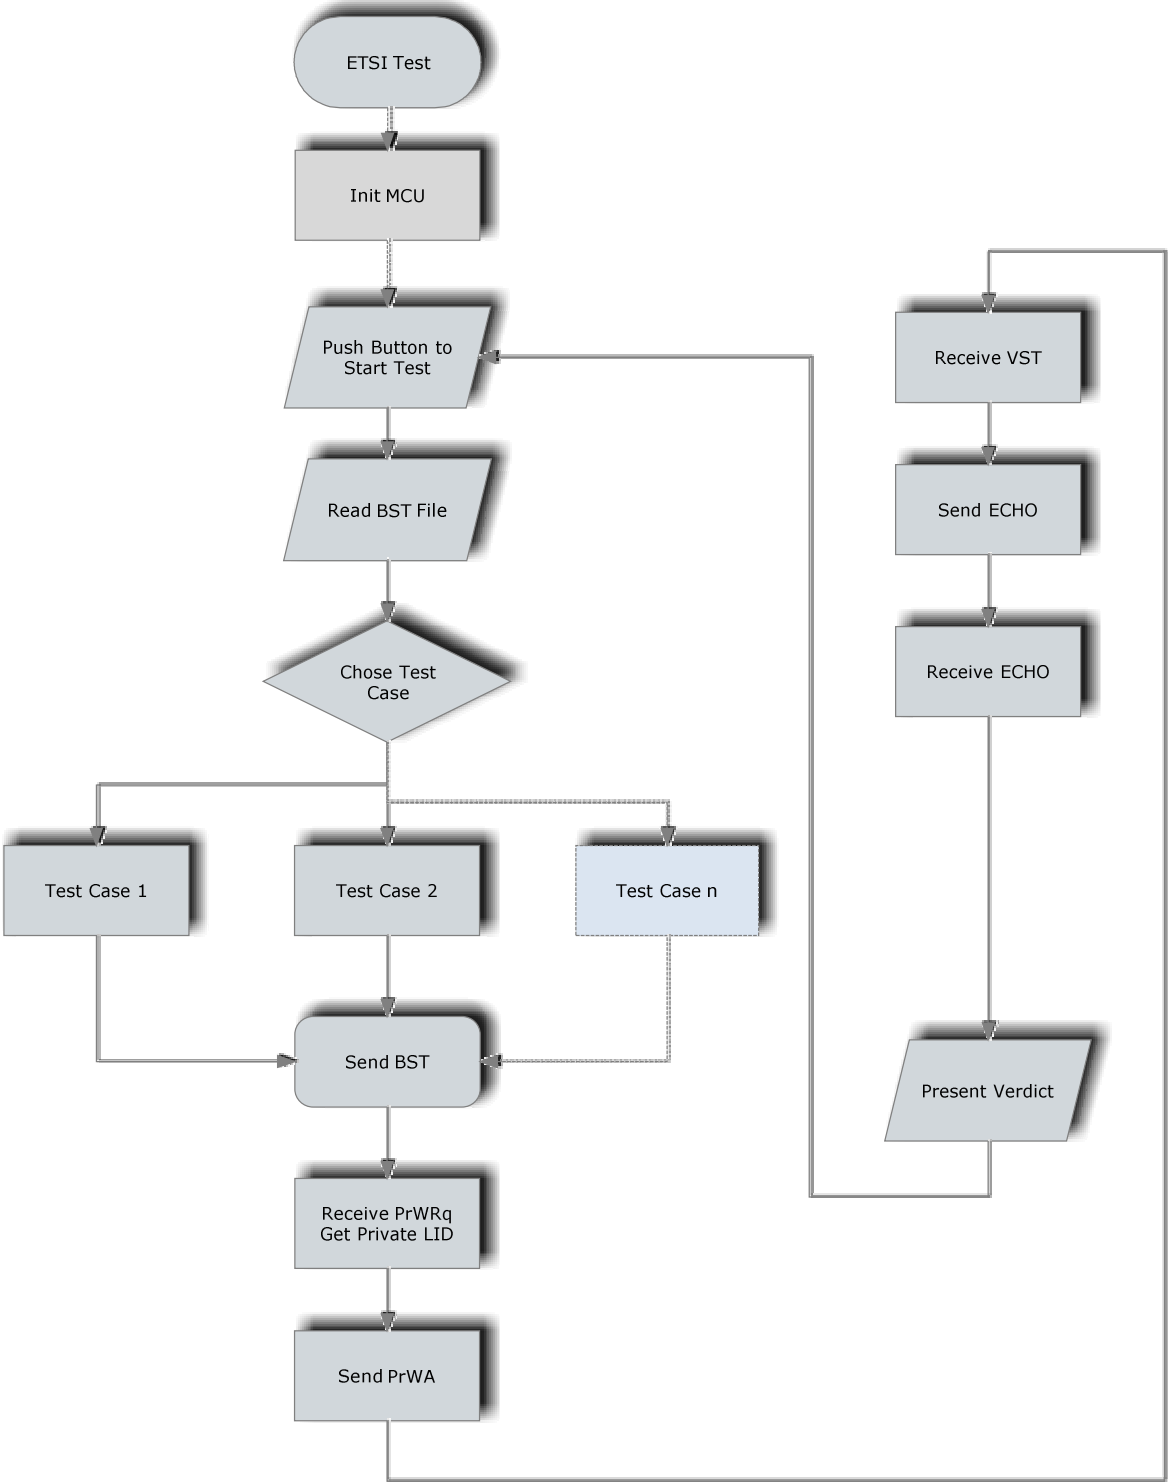 ETSI Test
Init MCU
Push Button to
Start Test
Read BST File
Chose Test
Case
Test Case 1
Test Case 2
Test Case n
Send BST
Receive PrWRq
Get Private LID
Send PrWA
Receive VST
Send ECHO
Receive ECHO
Present Verdict